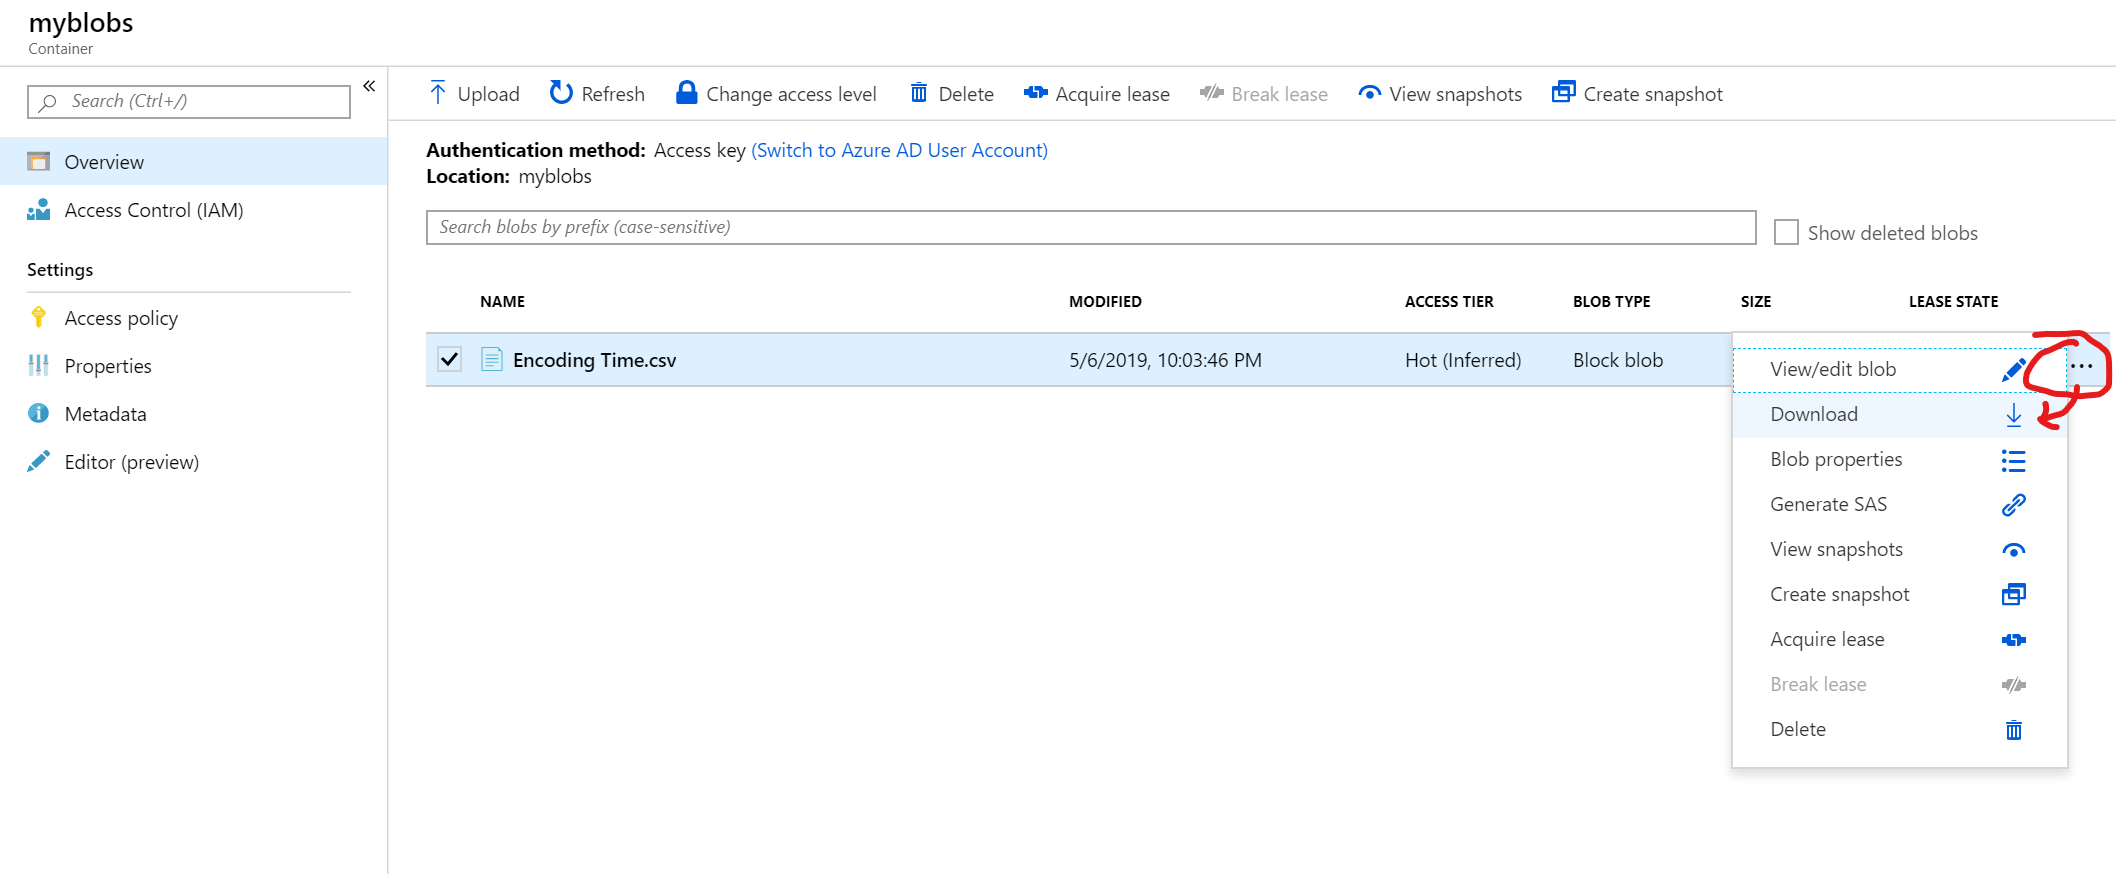 myblobs
Container
Search (Ctrl+/)
Overview
Access Control (IAM)
Settings
Access policy
Properties
Metadata
Editor (preview)
Upload Refresh Change access level Delete Acquire lease Break lease View snapshots Create snapshot
Authentication method: Access key (Switch to Azure AD User Account)
Location: myblobs
Search blobs by prefix (case-sensitive) Show deleted blobs
NAME MODIFIED ACCESS TIER BLOB TYPE SIZE LEASE STATE
Encoding Time.csv 5/6/2019, 10:03:46 PM Hot (Inferred) Block blob
View/edit blob
Download
Blob properties
Generate SAS
View snapshots
Create snapshot
Acquire lease
Break lease
Delete